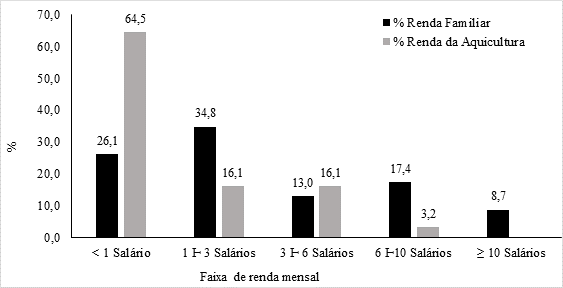 70,0
60,0
50,0
40,0
30,0
20,0
10,0
0,0
%
% Renda Familiar
% Renda da Aquicultura
26,1
64,5
34,8
16,1
13,0
16,1
17,4
3,2
8,7
< 1 Salário
1 I- 3 Salários
3 I- 6 Salários
6 I-10 Salários
≥ 10 Salários
Faixa de renda mensal